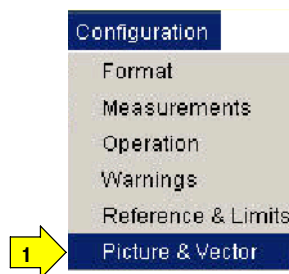 Configuration
Format
Measurements
Operation
Warnings
Reference & Limits
1 Picture & Vector